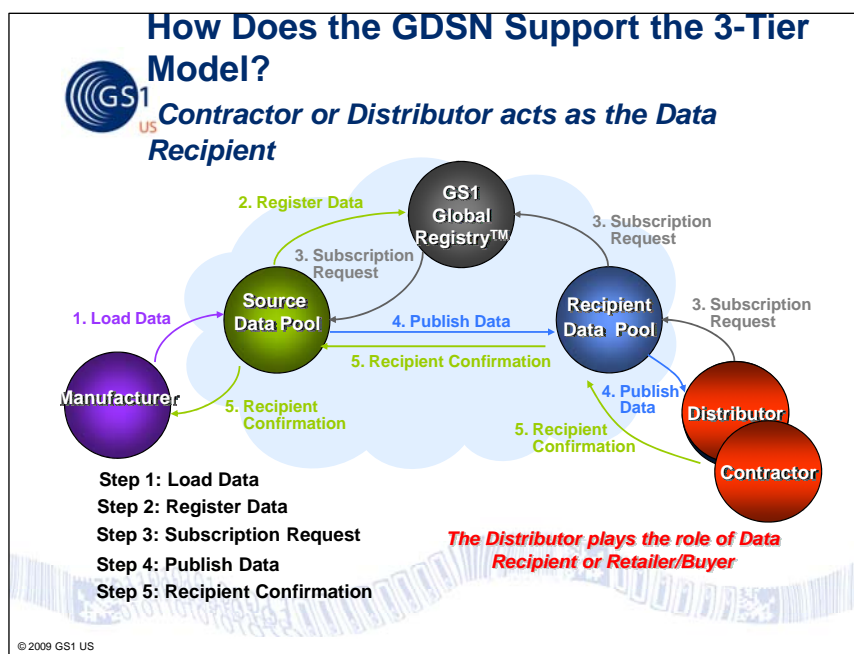 How Does the GDSN Support the 3-Tier
Model?
GS1
US
Contractor or Distributor acts as the Data
Recipient
GS1
Global
Registry™
2. Register Data
3. Subscription
Request
3. Subscription
Request
Source
Data Pool
Recipient
Data Pool
3. Subscription
Request
1. Load Data
4. Publish Data
5. Recipient Confirmation
Manufacturer
5. Recipient
Confirmation
4. Publish
Data
Distributor
5. Recipient
Confirmation
Contractor
Step 1: Load Data
Step 2: Register Data
Step 3: Subscription Request
Step 4: Publish Data
Step 5: Recipient Confirmation
The Distributor plays the role of Data
Recipient or Retailer/Buyer
© 2009 GS1 US